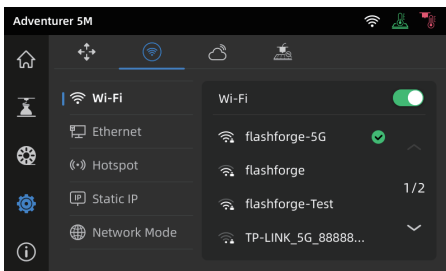 Adventurer 5M
Wi-Fi
Ethernet
Hotspot
IP Static IP
Network Mode
Wi-Fi
flashforge-5G
flashforge
flashforge-Test
TP-LINK_5G_88888...
1/2